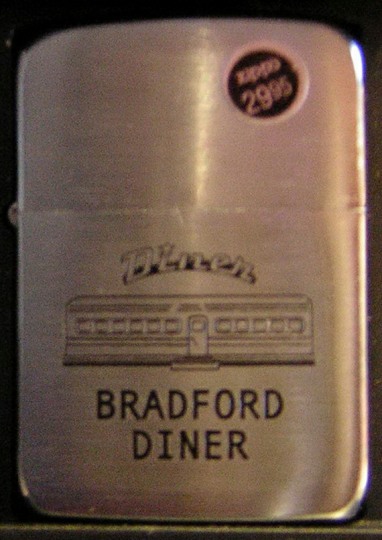 zippo
29.95
Diner
BRADFORD
DINER